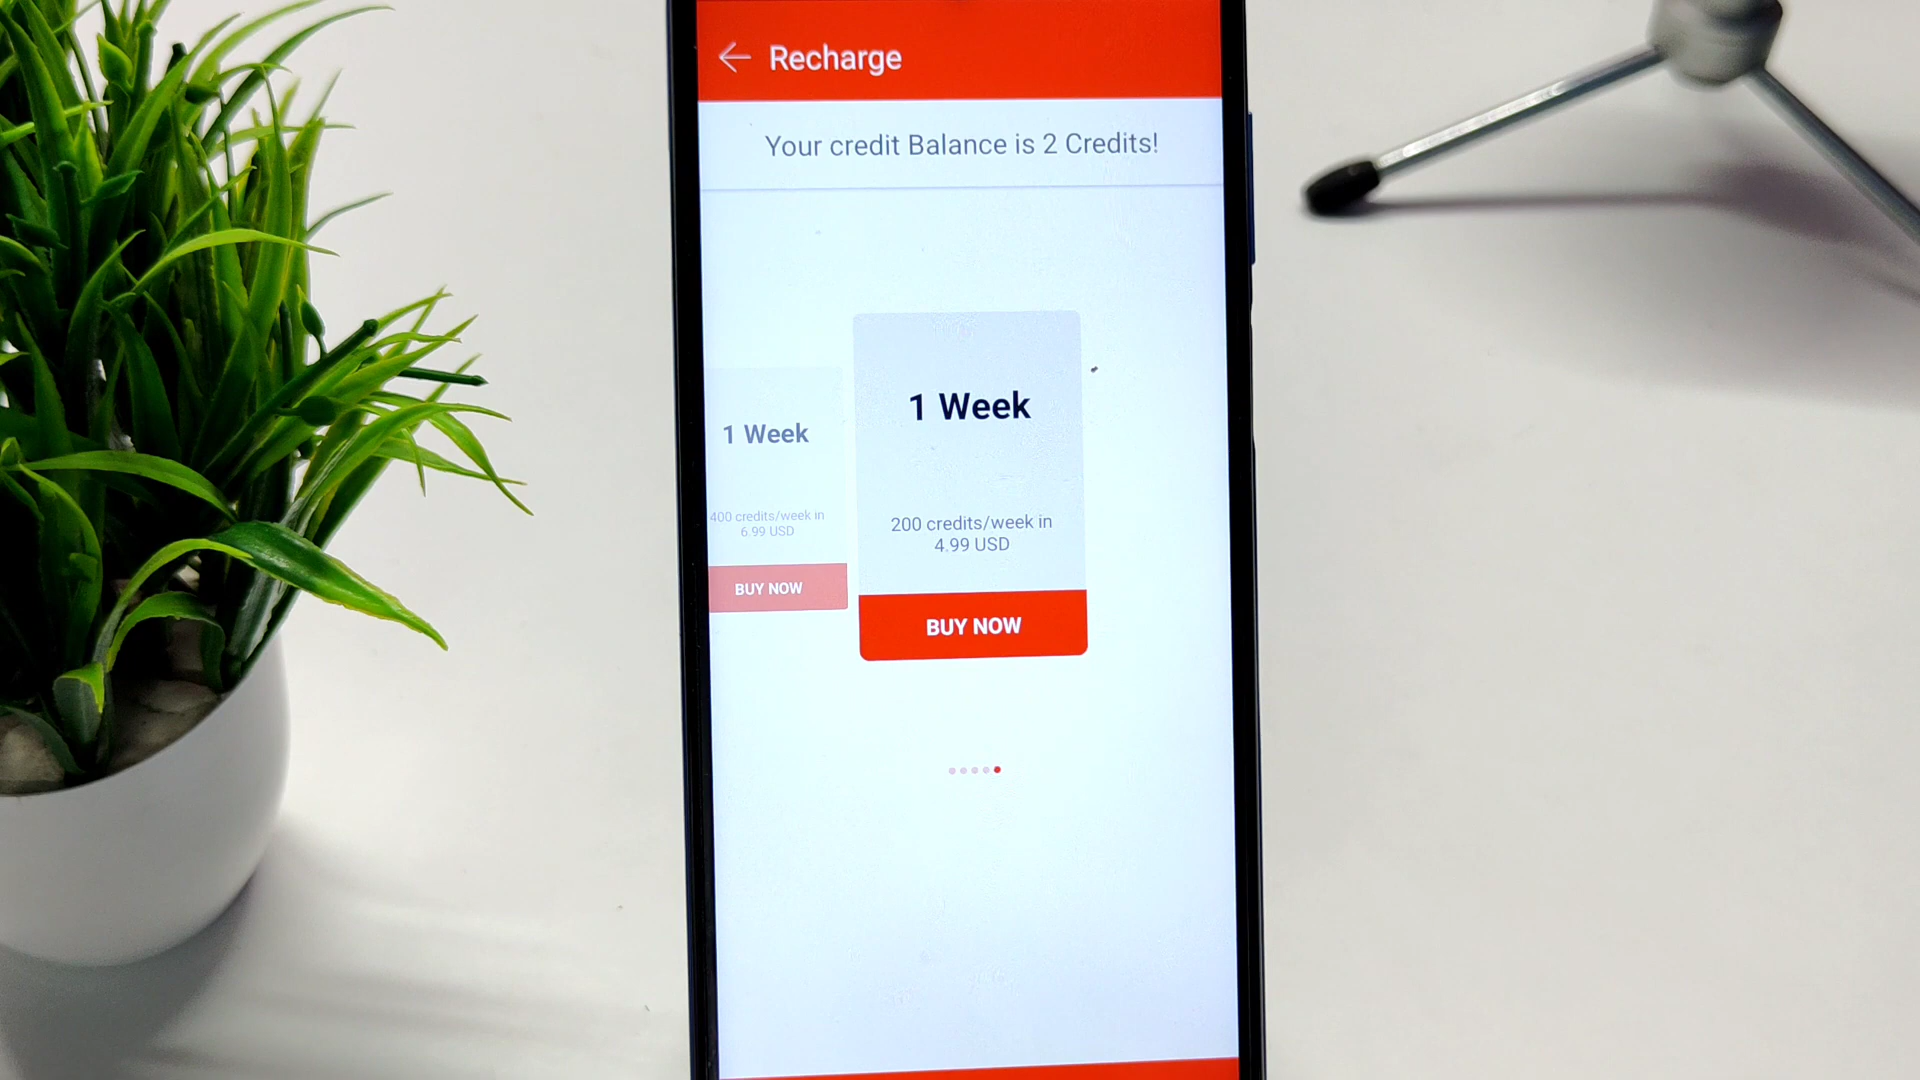 Recharge
Your credit Balance is 2 Credits!
1 Week
400 credits/week in
6.99 USD
BUY NOW
1 Week
200 credits/week in
4.99 USD
BUY NOW